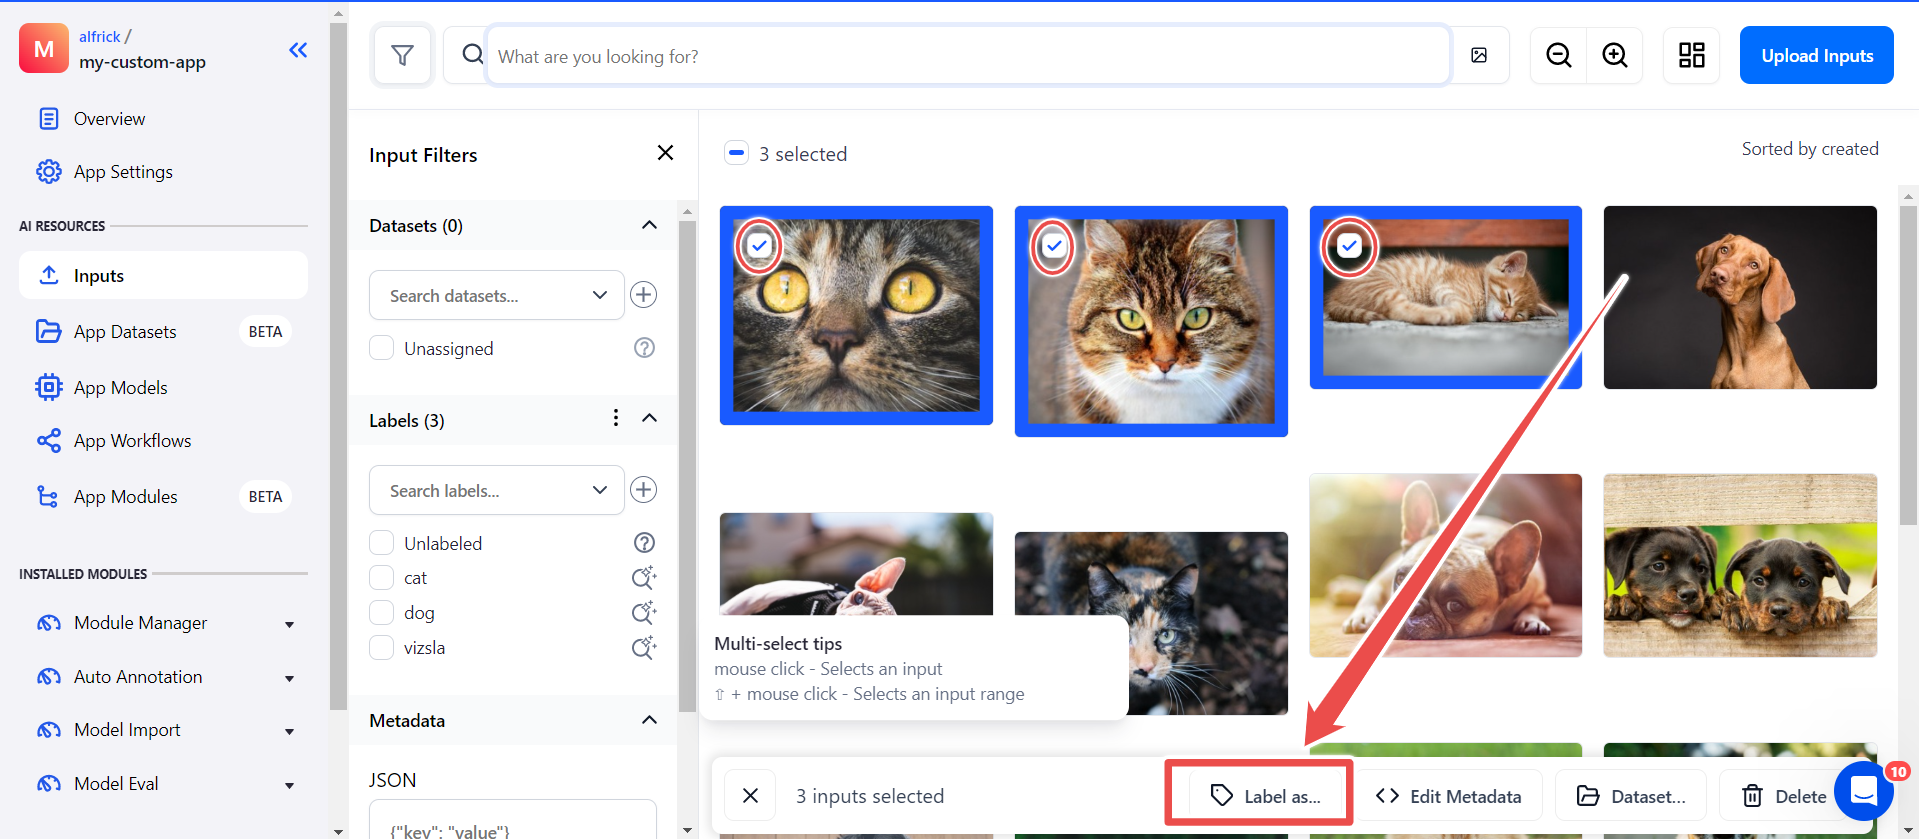 M
alfrick /
my-custom-app
Overview
App Settings
AI RESOURCES
Inputs
App Datasets BETA
App Models
App Workflows
App Modules BETA
INSTALLED MODULES
Module Manager
Auto Annotation
Model Import
Model Eval
What are you looking for?
Upload Inputs
Input Filters
Datasets (0)
Search datasets...
Unassigned
Labels (3)
Search labels...
Unlabeled
cat
dog
vizsla
Metadata
JSON
{"key": "value"}
3 selected
Sorted by created
Multi-select tips
mouse click - Selects an input
⇧ + mouse click - Selects an input range
3 inputs selected
Label as...
Edit Metadata
Dataset...
Delete
10